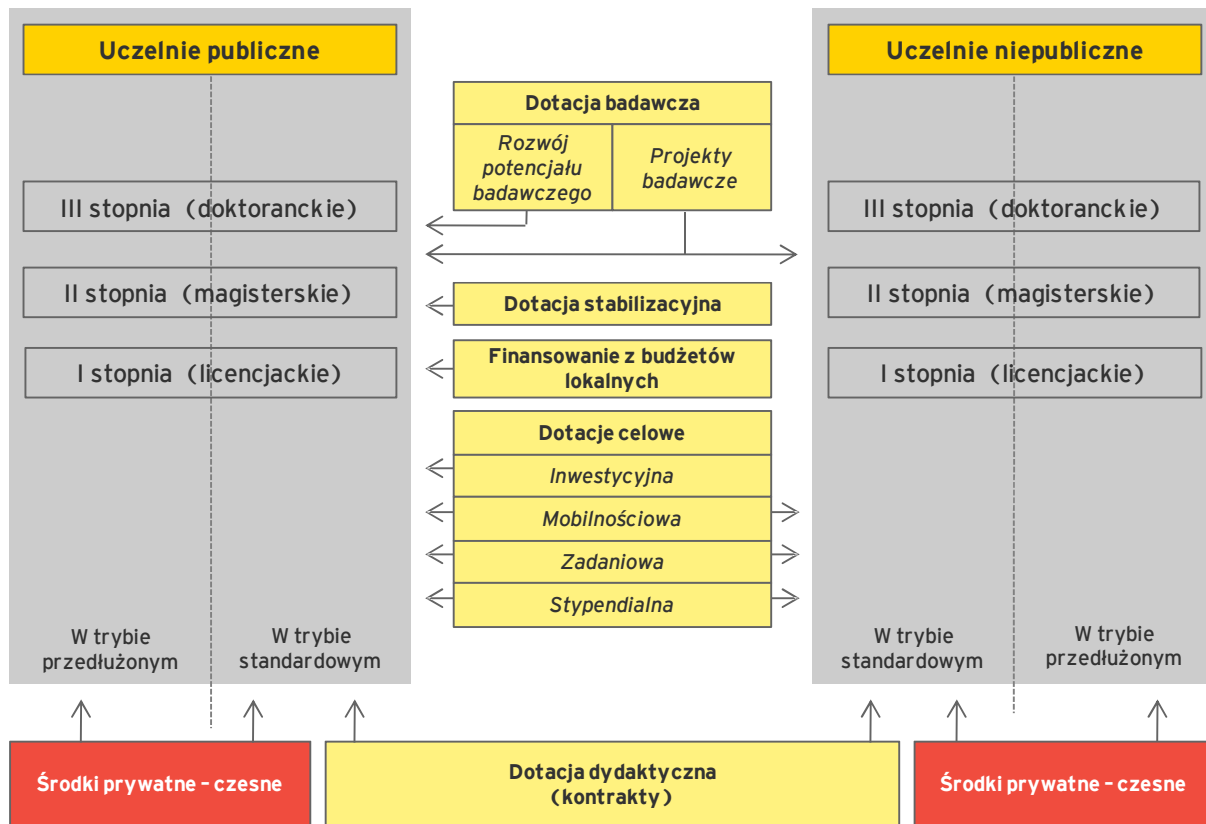 Uczelnie publiczne
III stopnia (doktoranckie)
II stopnia (magisterskie)
I stopnia (licencjackie)
W trybie
przedłużonym
W trybie
standardowym
Dotacja badawcza
Rozwój
potencjału
badawczego
Projekty
badawcze
Dotacja stabilizacyjna
Finansowanie z budżetów
lokalnych
Dotacje celowe
Inwestycyjna
Mobilnościowa
Zadaniowa
Stypendialna
Uczelnie niepubliczne
III stopnia (doktoranckie)
II stopnia (magisterskie)
I stopnia (licencjackie)
W trybie
standardowym
W trybie
przedłużonym
Środki prywatne – czesne
Dotacja dydaktyczna
(kontrakty)
Środki prywatne – czesne